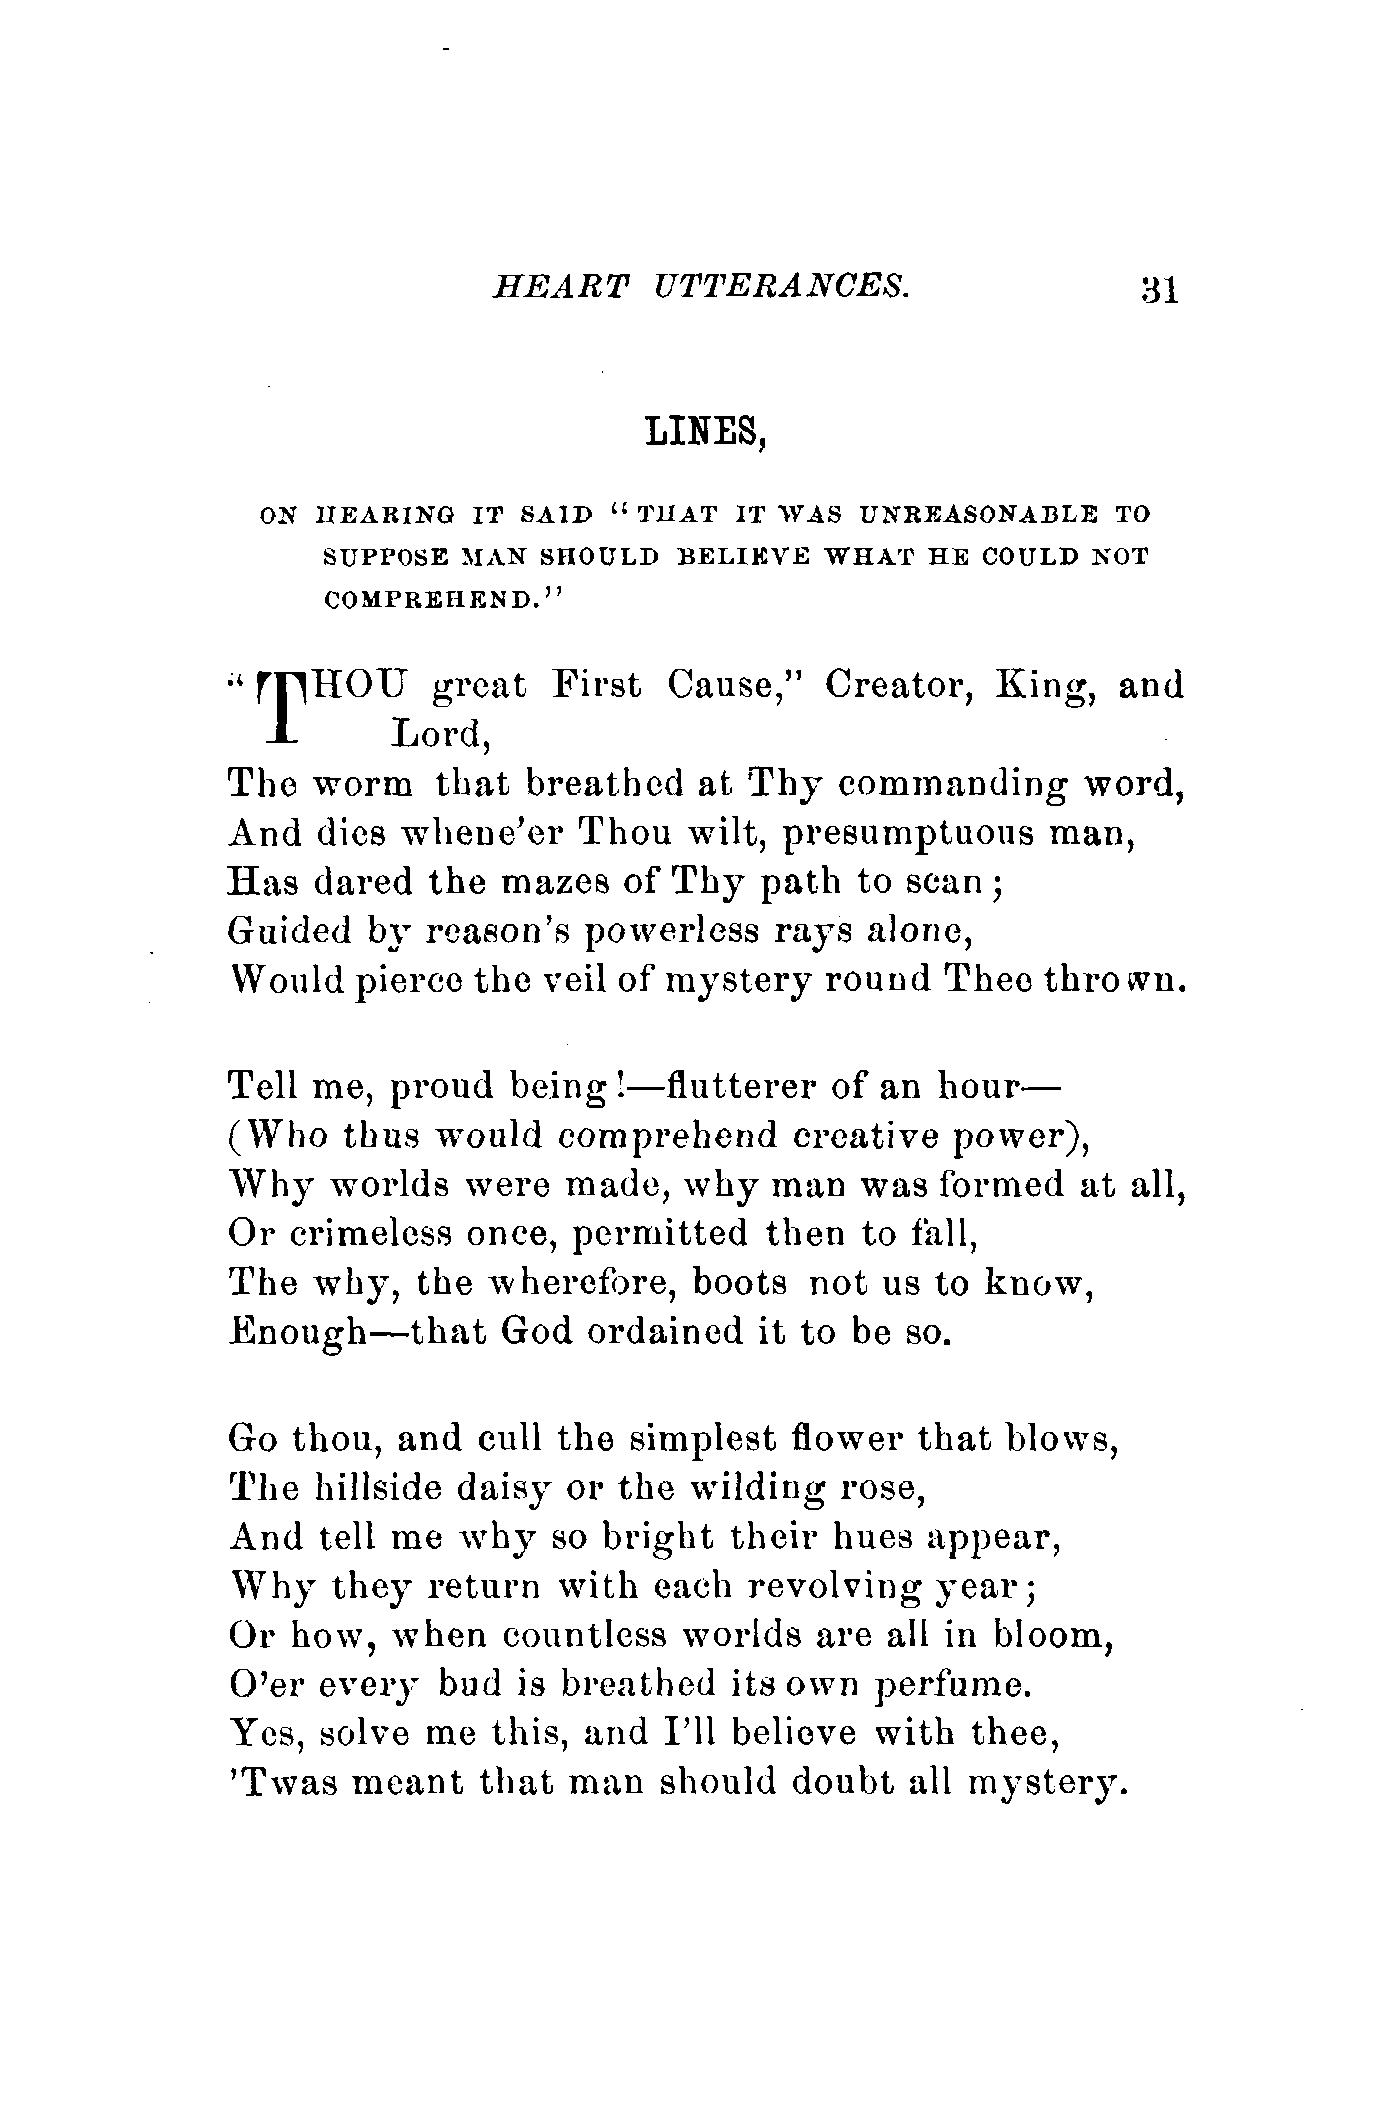 HEART UTTERANCES. 31
LINES,
ON HEARING IT SAID "THAT IT WAS UNREASONABLE TO
SUPPOSE MAN SHOULD BELIEVE WHAT HE COULD NOT
COMPREHEND."
"THOU great First Cause," Creator, King, and
Lord,
The worm that breathed at Thy commanding word,
And dies whene'er Thou wilt, presumptuous man,
Has dared the mazes of Thy path to scan;
Guided by reason's powerless rays alone,
Would pierce the veil of mystery round Thee thrown.
Tell me, proud being!—flutterer of an hour—
(Who thus would comprehend creative power),
Why worlds were made, why man was formed at all,
Or crimeless once, permitted then to fall,
The why, the wherefore, boots not us to know,
Enough—that God ordained it to be so.
Go thou, and cull the simplest flower that blows,
The hillside daisy or the wilding rose,
And tell me why so bright their hues appear,
Why they return with each revolving year;
Or how, when countless worlds are all in bloom,
O'er every bud is breathed its own perfume.
Yes, solve me this, and I'll believe with thee,
'Twas meant that man should doubt all mystery.